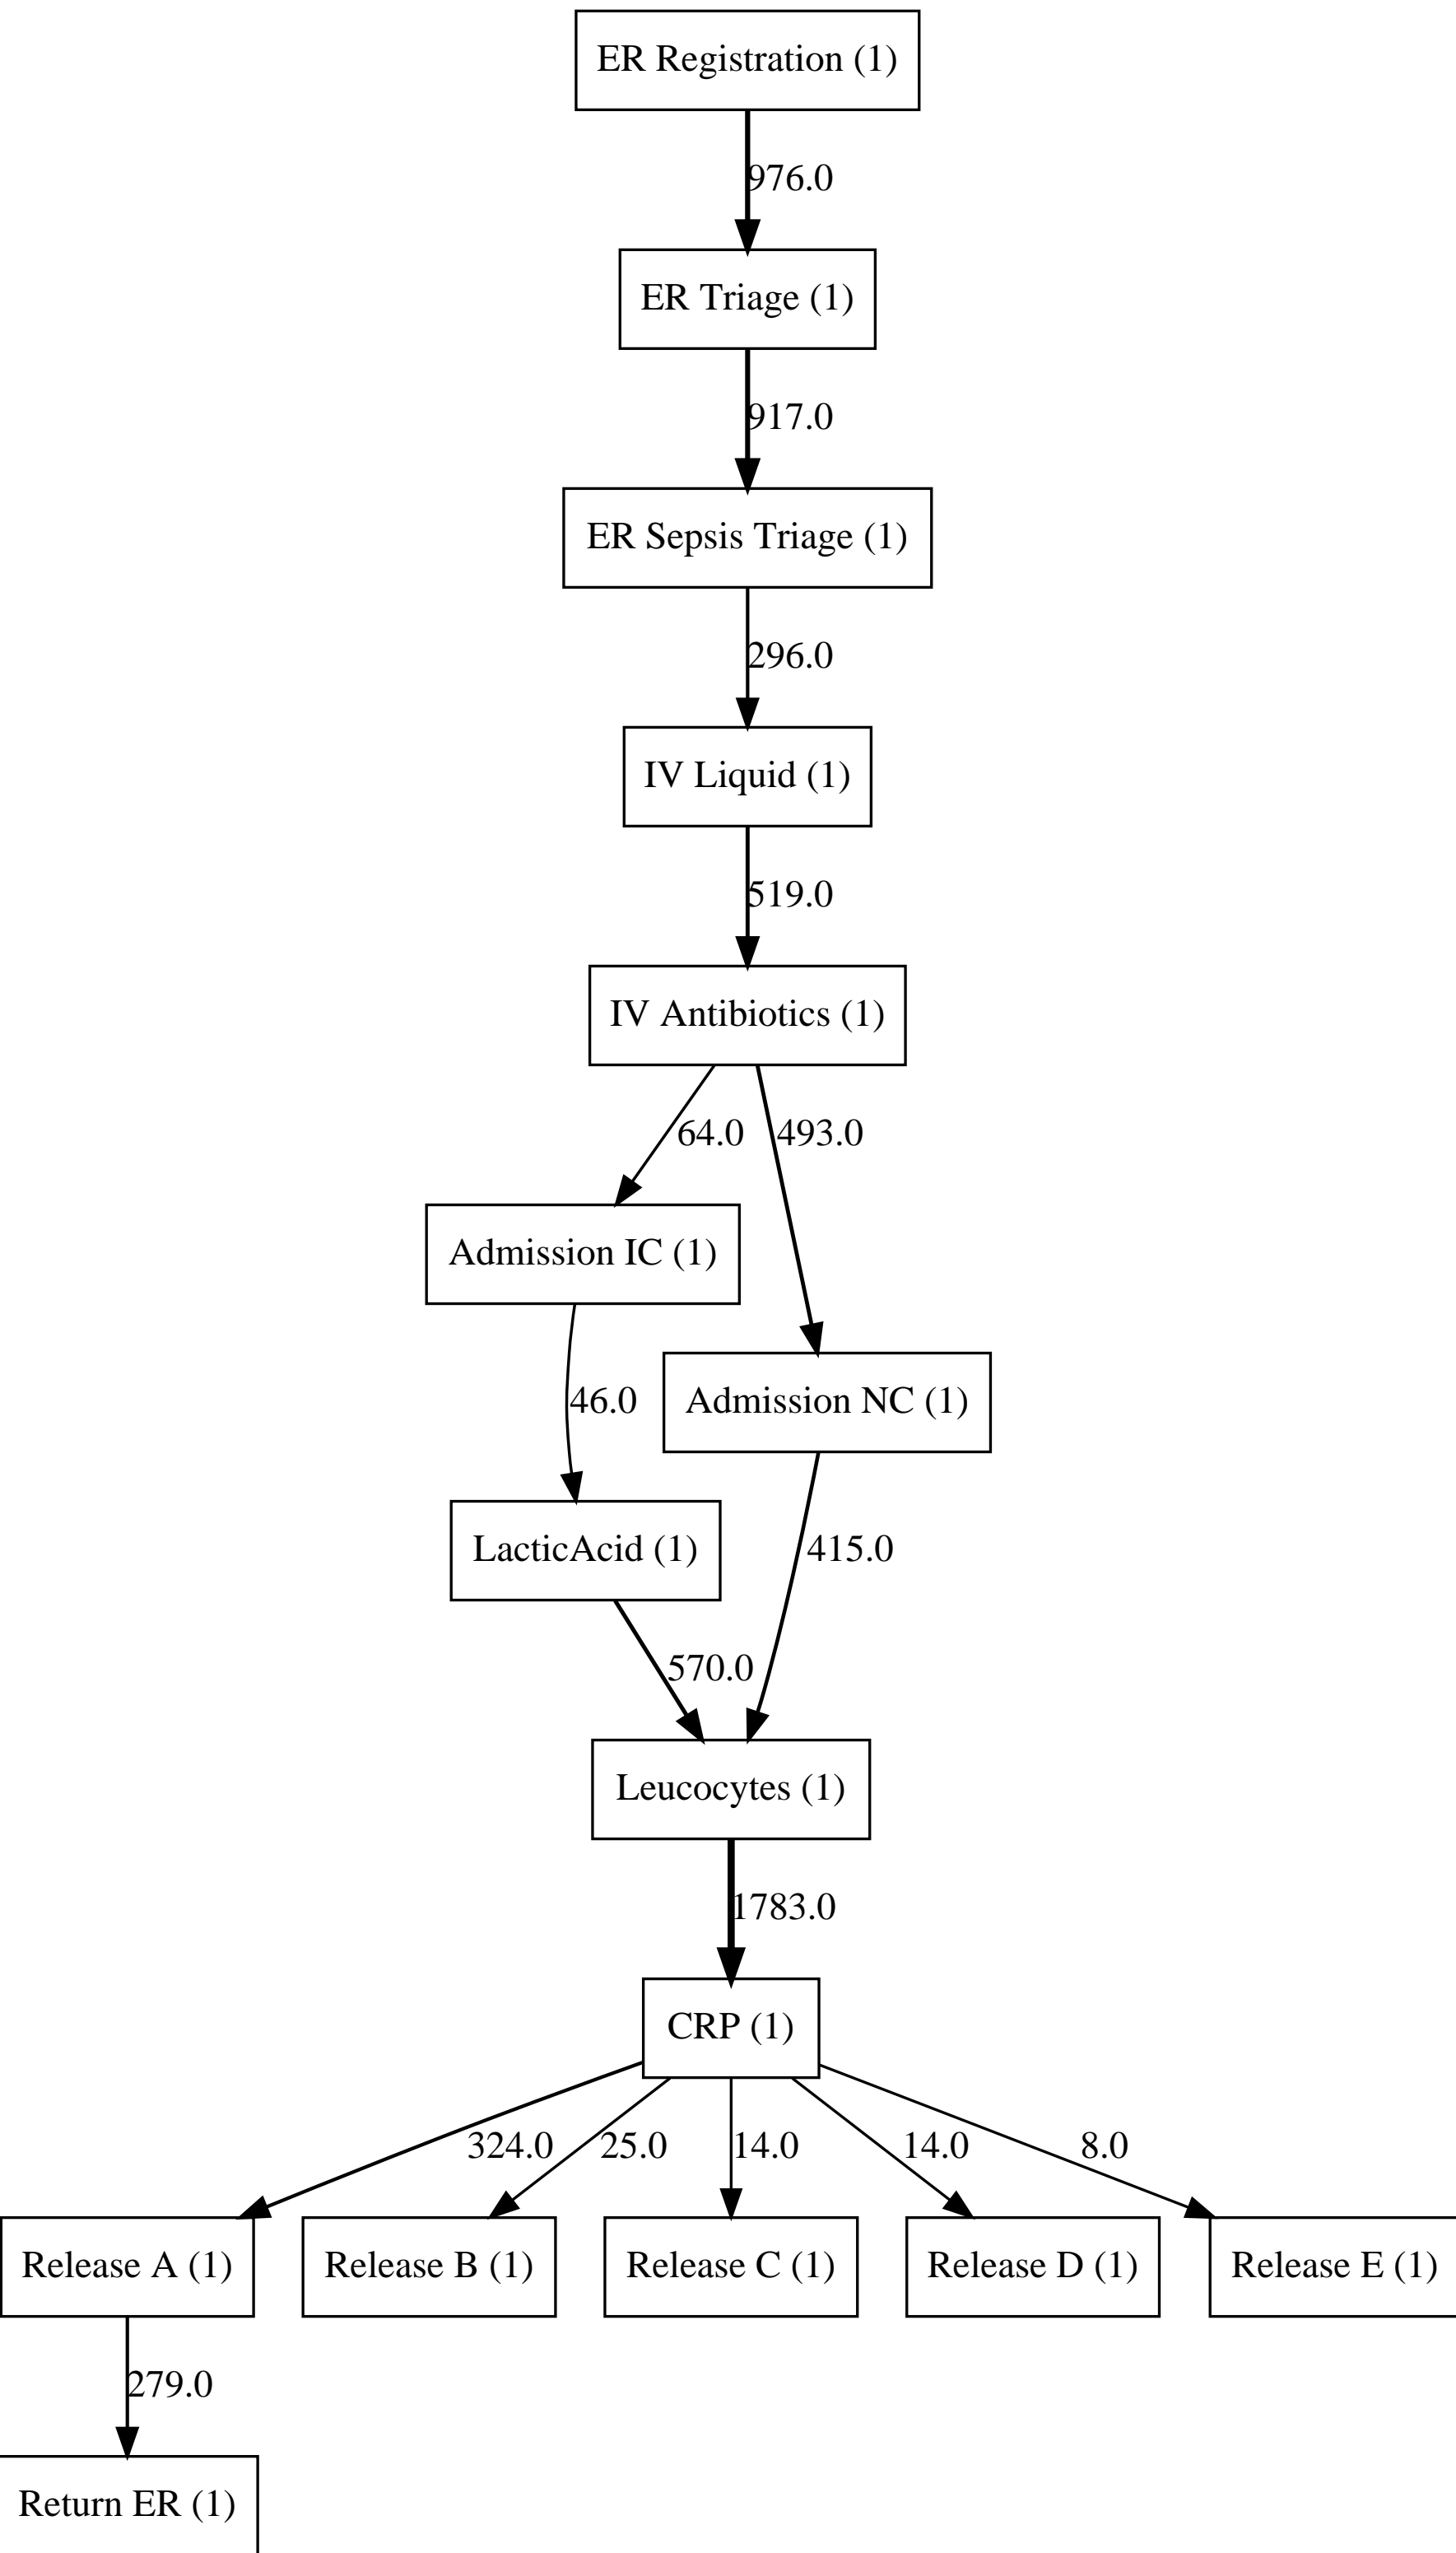 ER Registration (1)
976.0
ER Triage (1)
917.0
ER Sepsis Triage (1)
296.0
IV Liquid (1)
519.0
IV Antibiotics (1)
64.0
493.0
Admission IC (1)
46.0
Admission NC (1)
LacticAcid (1)
415.0
570.0
Leucocytes (1)
1783.0
CRP (1)
324.0
25.0
14.0
14.0
8.0
Release A (1)
Release B (1)
Release C (1)
Release D (1)
Release E (1)
279.0
Return ER (1)